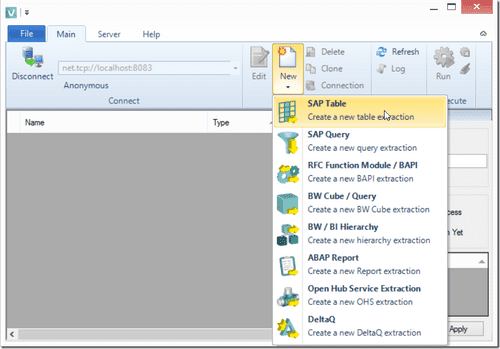 File Main Server Help
Disconnect
net.tcp://localhost:8083
Anonymous
Connect
Edit
New
Delete
Clone
Connection
Refresh
Log
Run
ecute
Name Type
SAP Table
Create a new table extraction
SAP Query
Create a new query extraction
RFC Function Module / BAPI
Create a new BAPI extraction
BW Cube / Query
Create a new BW Cube extraction
BW / BI Hierarchy
Create a new hierarchy extraction
ABAP Report
Create a new Report extraction
Open Hub Service Extraction
Create a new OHS extraction
DeltaQ
Create a new DeltaQ extraction
cess
n Yet
Apply